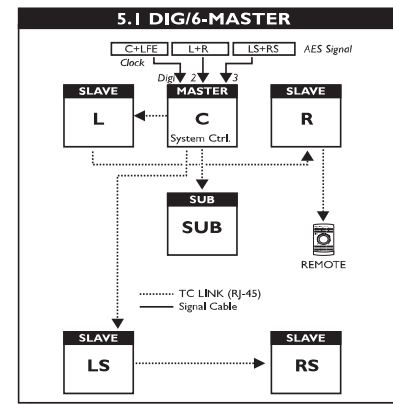 5.1 DIG/6-MASTER
C+LFE L+R LS+RS AES Signal
Clock
Digi 2 3
SLAVE MASTER SLAVE
L C R
System Ctrl.
SUB
SUB
REMOTE
TC LINK (RJ-45)
Signal Cable
SLAVE SLAVE
LS RS